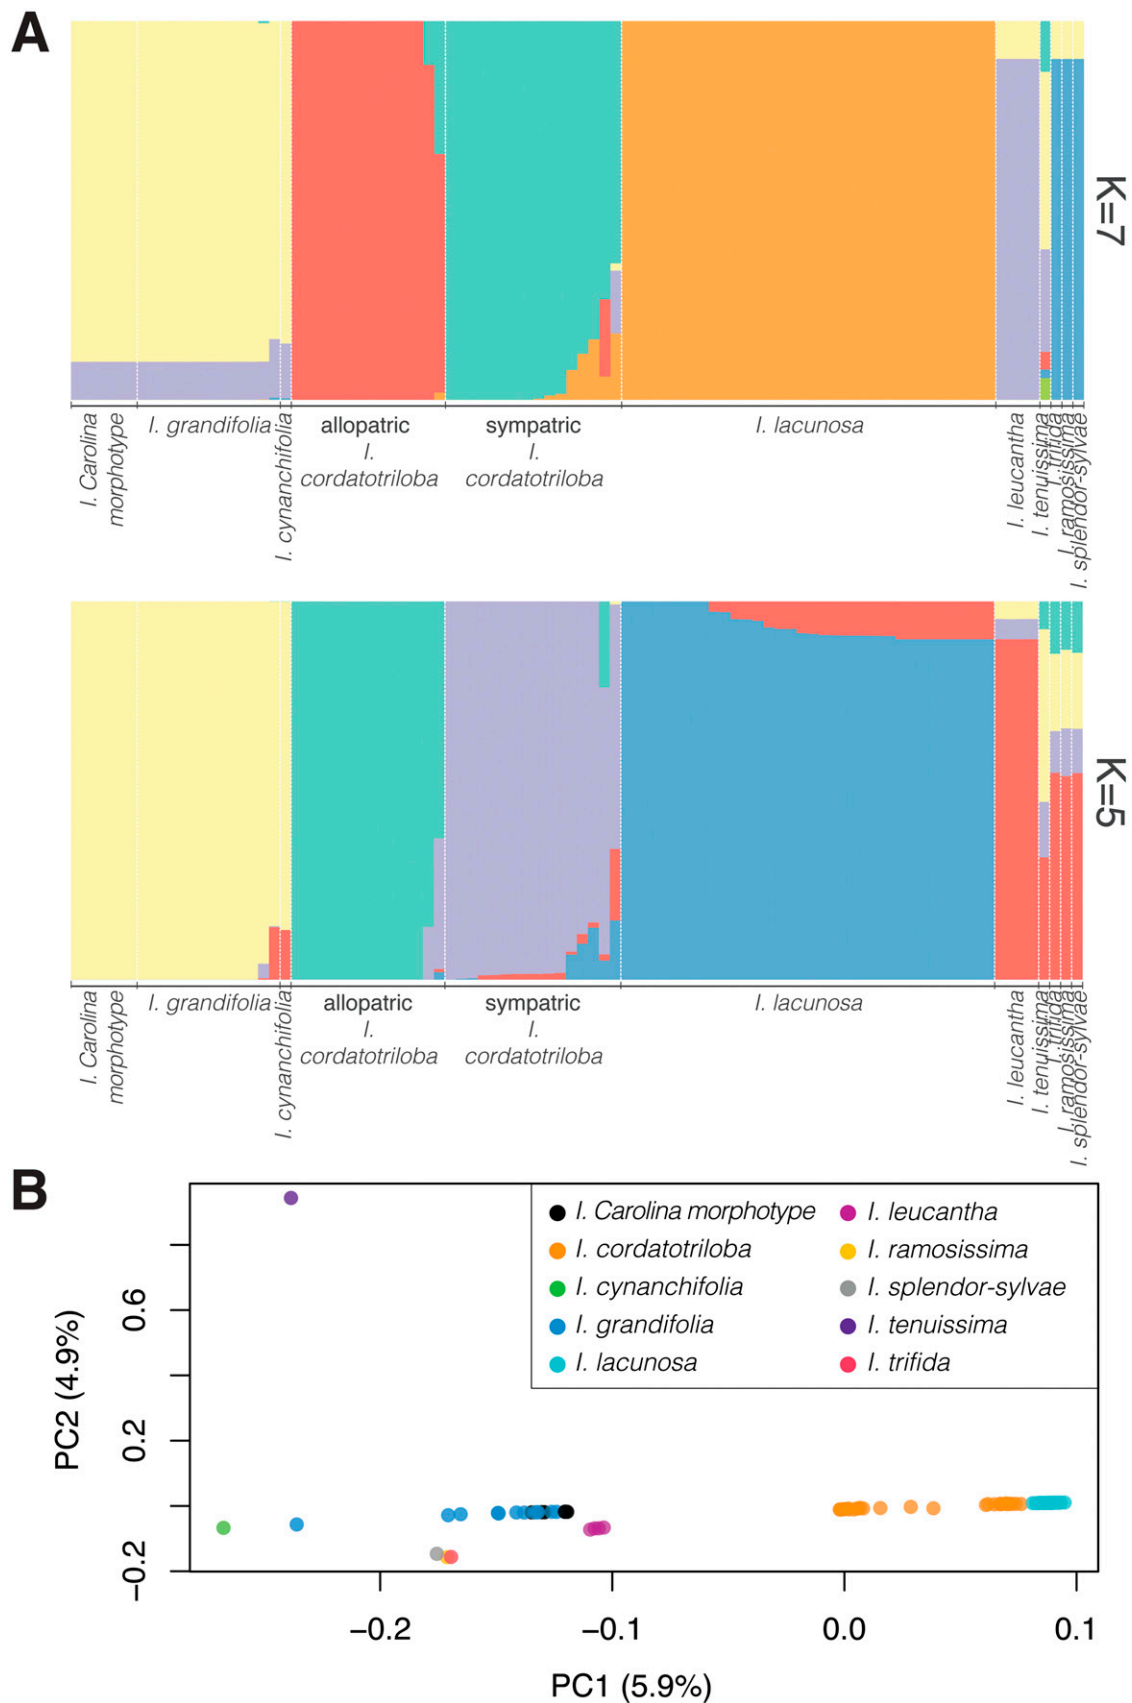 A
K=7
I. Carolina
morphotype
I. grandifolia
I. cynanchifolia
allopatric
I.
cordatotriloba
sympatric
I.
cordatotriloba
I. lacunosa
I. leucantha
I. tenuissima
I. trifida
I. ramosissima
I. splendor-sylvae
K=5
I. Carolina
morphotype
I. grandifolia
I. cynanchifolia
allopatric
I.
cordatotriloba
sympatric
I.
cordatotriloba
I. lacunosa
I. leucantha
I. tenuissima
I. trifida
I. ramosissima
I. splendor-sylvae
B
I. Carolina morphotype
I. cordatotriloba
I. cynanchifolia
I. grandifolia
I. lacunosa
I. leucantha
I. ramosissima
I. splendor-sylvae
I. tenuissima
I. trifida
PC2 (4.9%)
0.6
0.2
−0.2
−0.2
−0.1
0.0
0.1
PC1 (5.9%)